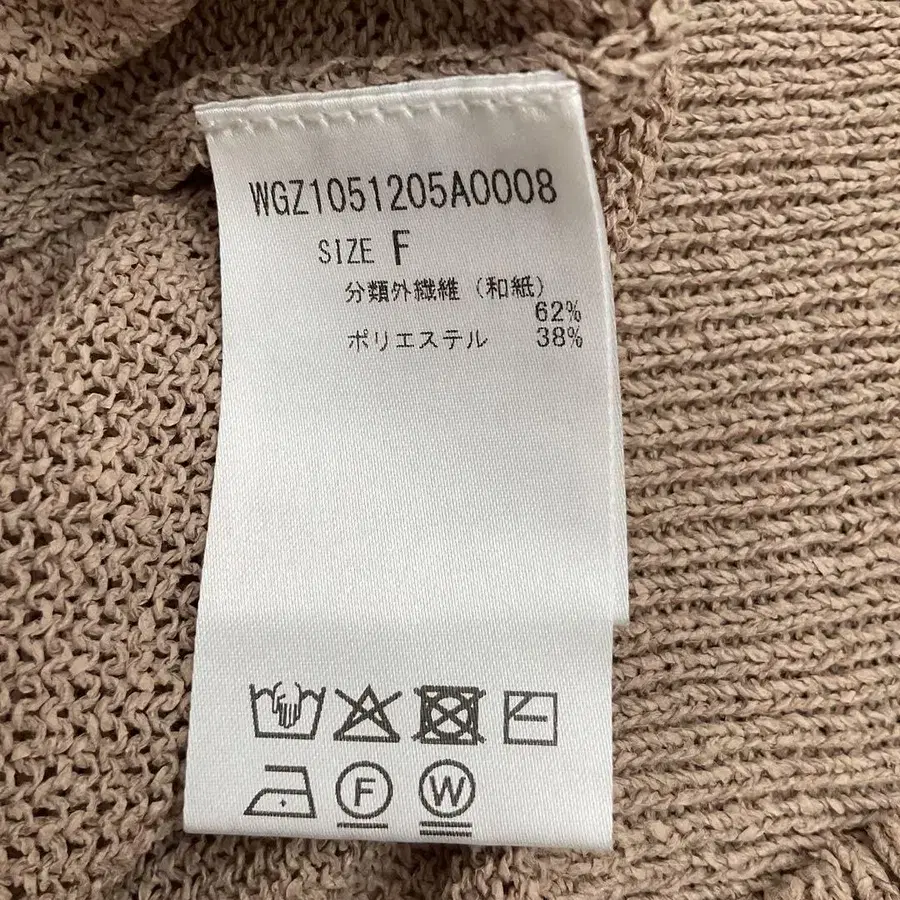 WGZ1051205A0008
SIZE F
分類外繊維（和紙）
62%
ポリエステル 38%
F
W